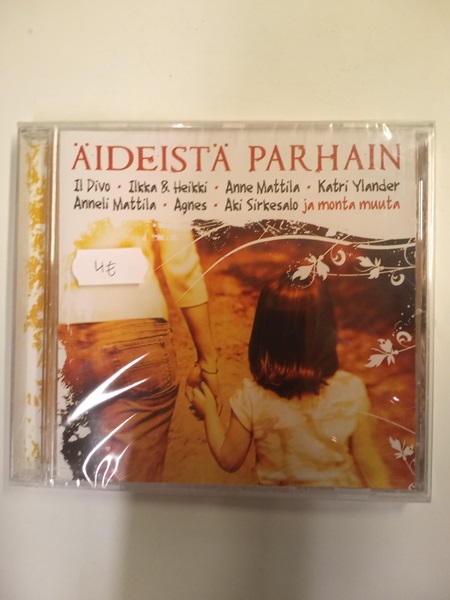 ÄIDEISTÄ PARHAIN
Il Divo • Ilkka & Heikki • Anne Mattila • Katri Ylander
Anneli Mattila • Agnes • Aki Sirkesalo ja monta muuta
4€